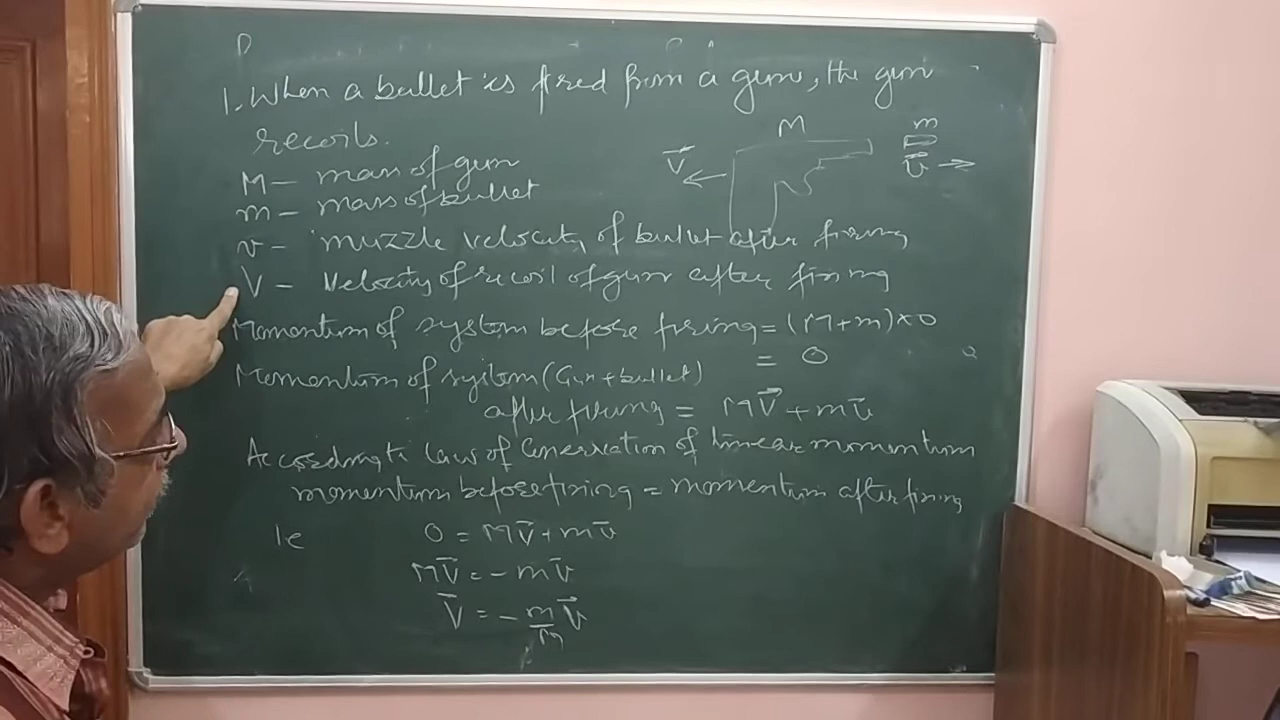 1. When a bullet is fired from a gun, the gun
recoils.
M
m
V⃗
v⃗
M – mass of gun
m – mass of bullet
v – muzzle velocity of bullet after firing
V – Velocity of recoil of gun after firing
Momentum of system before firing = (M+m)×0
= 0
Momentum of system (Gun + bullet)
after firing = MV⃗ + mv⃗
According to law of Conservation of linear momentum
momentum before firing = momentum after firing
ie 0 = MV⃗ + mv⃗
MV⃗ = - mv⃗
V⃗ = - m/M v⃗